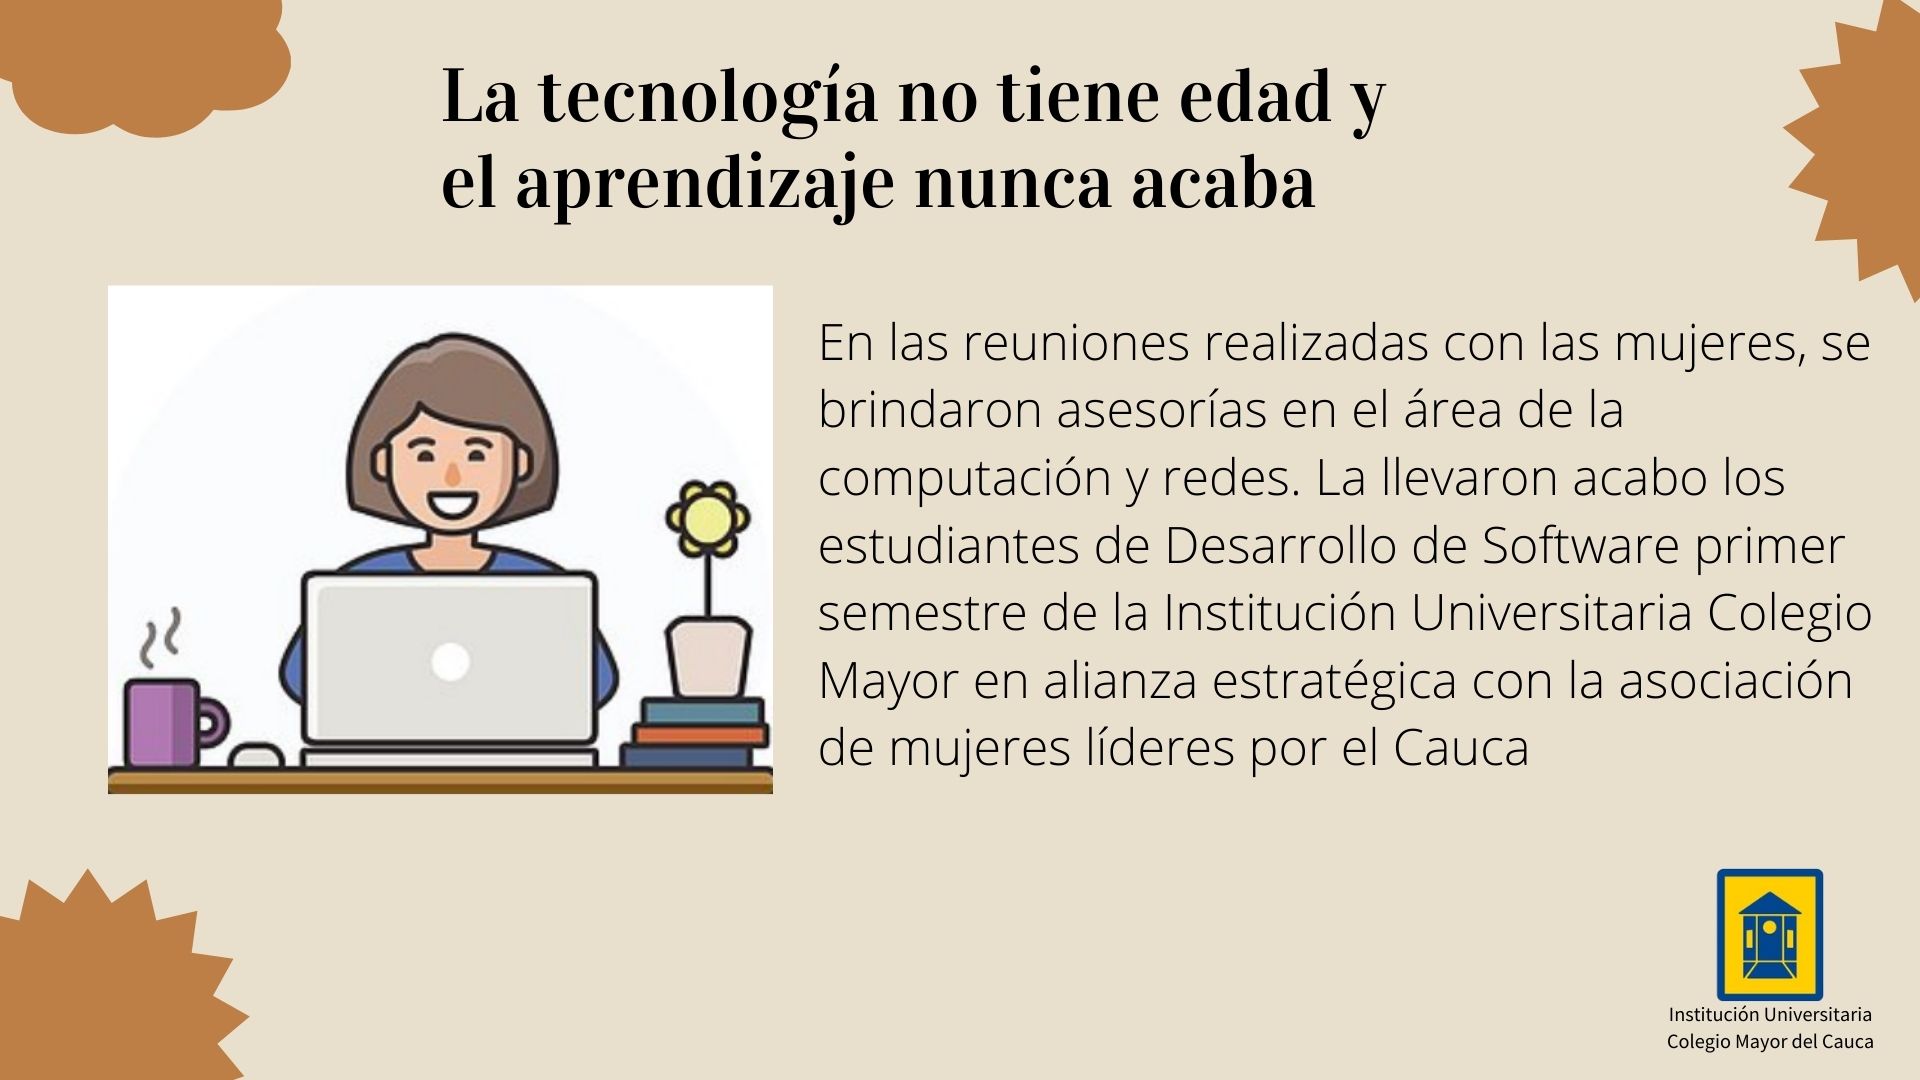 La tecnología no tiene edad y
el aprendizaje nunca acaba
En las reuniones realizadas con las mujeres, se
brindaron asesorías en el área de la
computación y redes. La llevaron acabo los
estudiantes de Desarrollo de Software primer
semestre de la Institución Universitaria Colegio
Mayor en alianza estratégica con la asociación
de mujeres líderes por el Cauca
Institución Universitaria
Colegio Mayor del Cauca